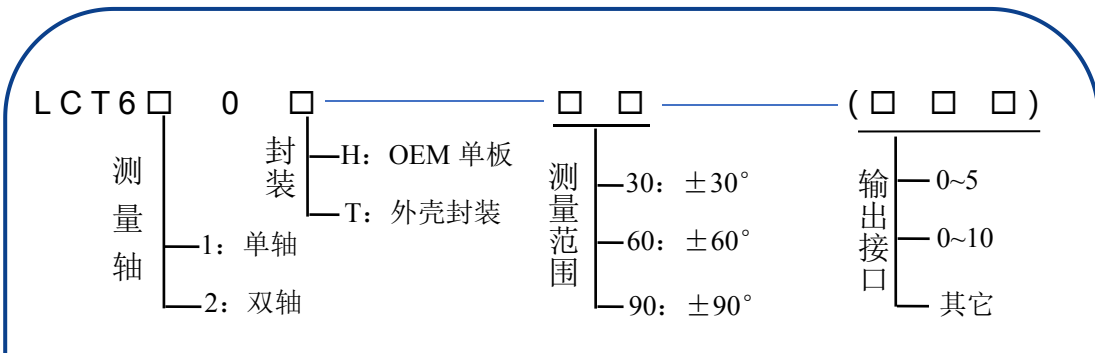 LCT6□ 0 □ □ □ (□ □ □)
测量轴
1：单轴
2：双轴
封装
H：OEM 单板
T：外壳封装
测量范围
30：±30°
60：±60°
90：±90°
输出接口
0~5
0~10
其它